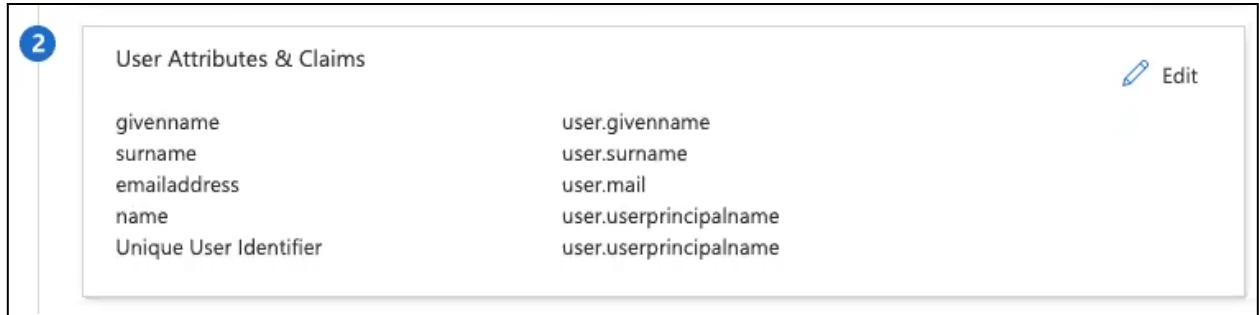 2
User Attributes & Claims
Edit
givenname user.givenname
surname user.surname
emailaddress user.mail
name user.userprincipalname
Unique User Identifier user.userprincipalname